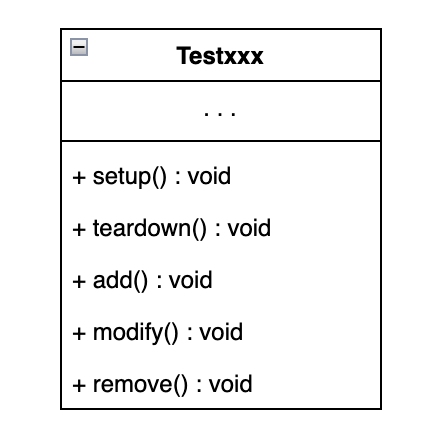 Testxxx
. . .
+ setup() : void
+ teardown() : void
+ add() : void
+ modify() : void
+ remove() : void